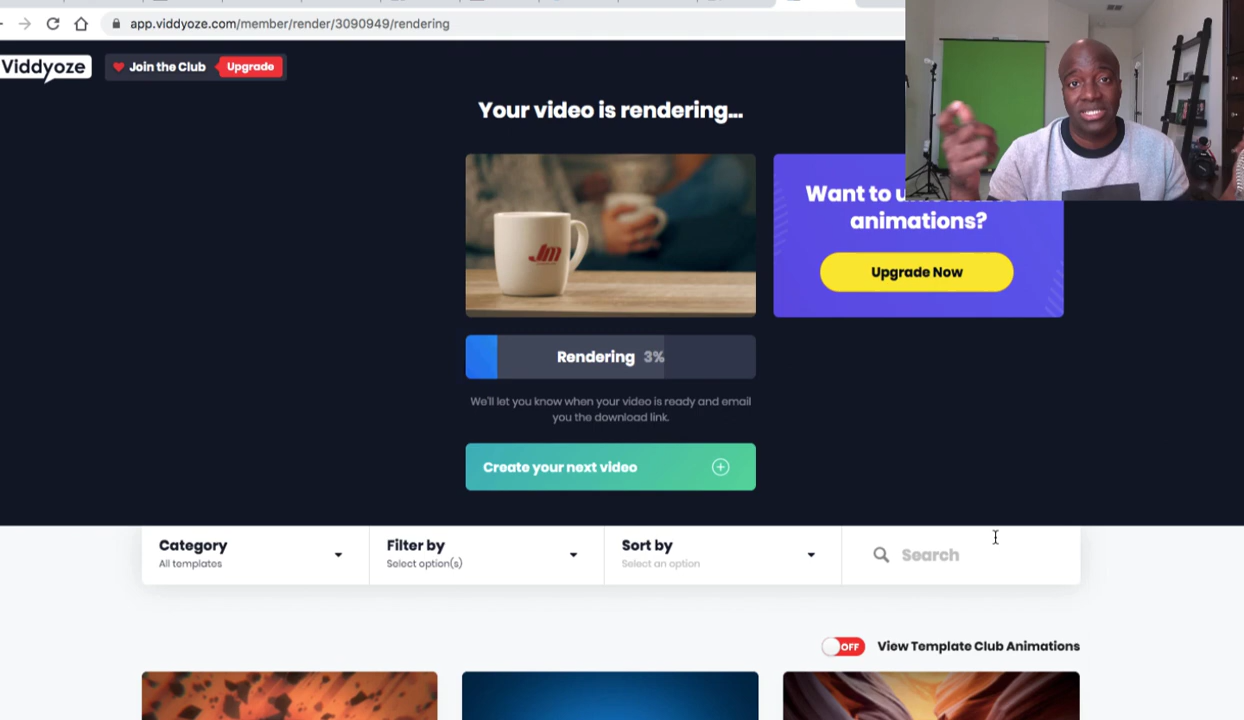 app.viddyoze.com/member/render/3090949/rendering
Viddyoze
Join the Club
Upgrade
Your video is rendering...
Jm
Want to
animations?
Upgrade Now
Rendering 3%
We'll let you know when your video is ready and email
you the download link.
Create your next video
Category
All templates
Filter by
Select option(s)
Sort by
Select an option
Search
OFF
View Template Club Animations